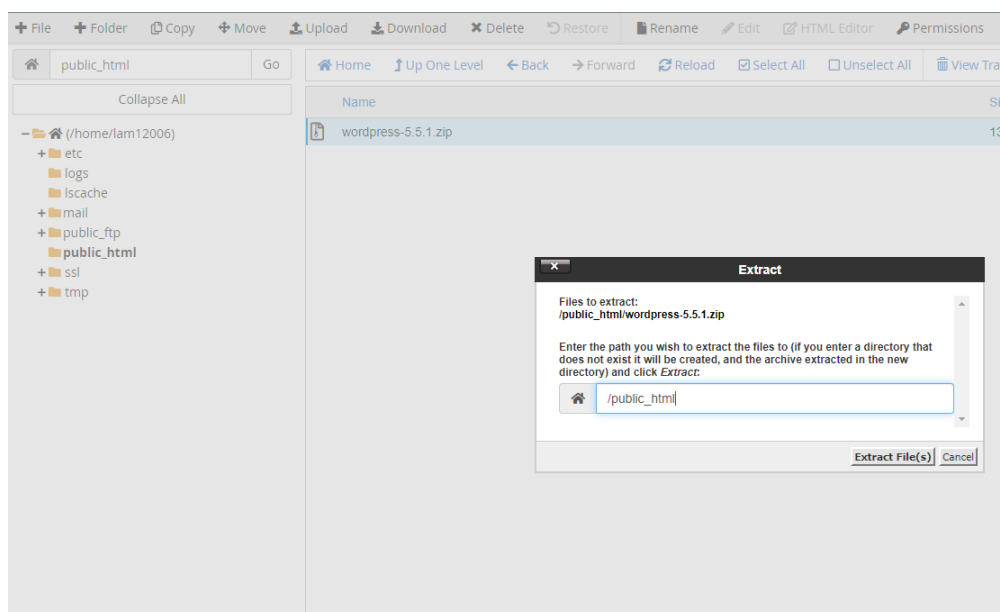 File Folder Copy Move Upload Download Delete Restore Rename Edit HTML Editor Permissions
public_html Go
Home Up One Level Back Forward Reload Select All Unselect All View Tra
Collapse All
Name Si
(/home/lam12006)
wordpress-5.5.1.zip 13
etc
logs
lscache
mail
public_ftp
public_html
ssl
tmp
Extract
Files to extract:
/public_html/wordpress-5.5.1.zip
Enter the path you wish to extract the files to (if you enter a directory that
does not exist it will be created, and the archive extracted in the new
directory) and click Extract:
/public_html
Extract File(s) Cancel